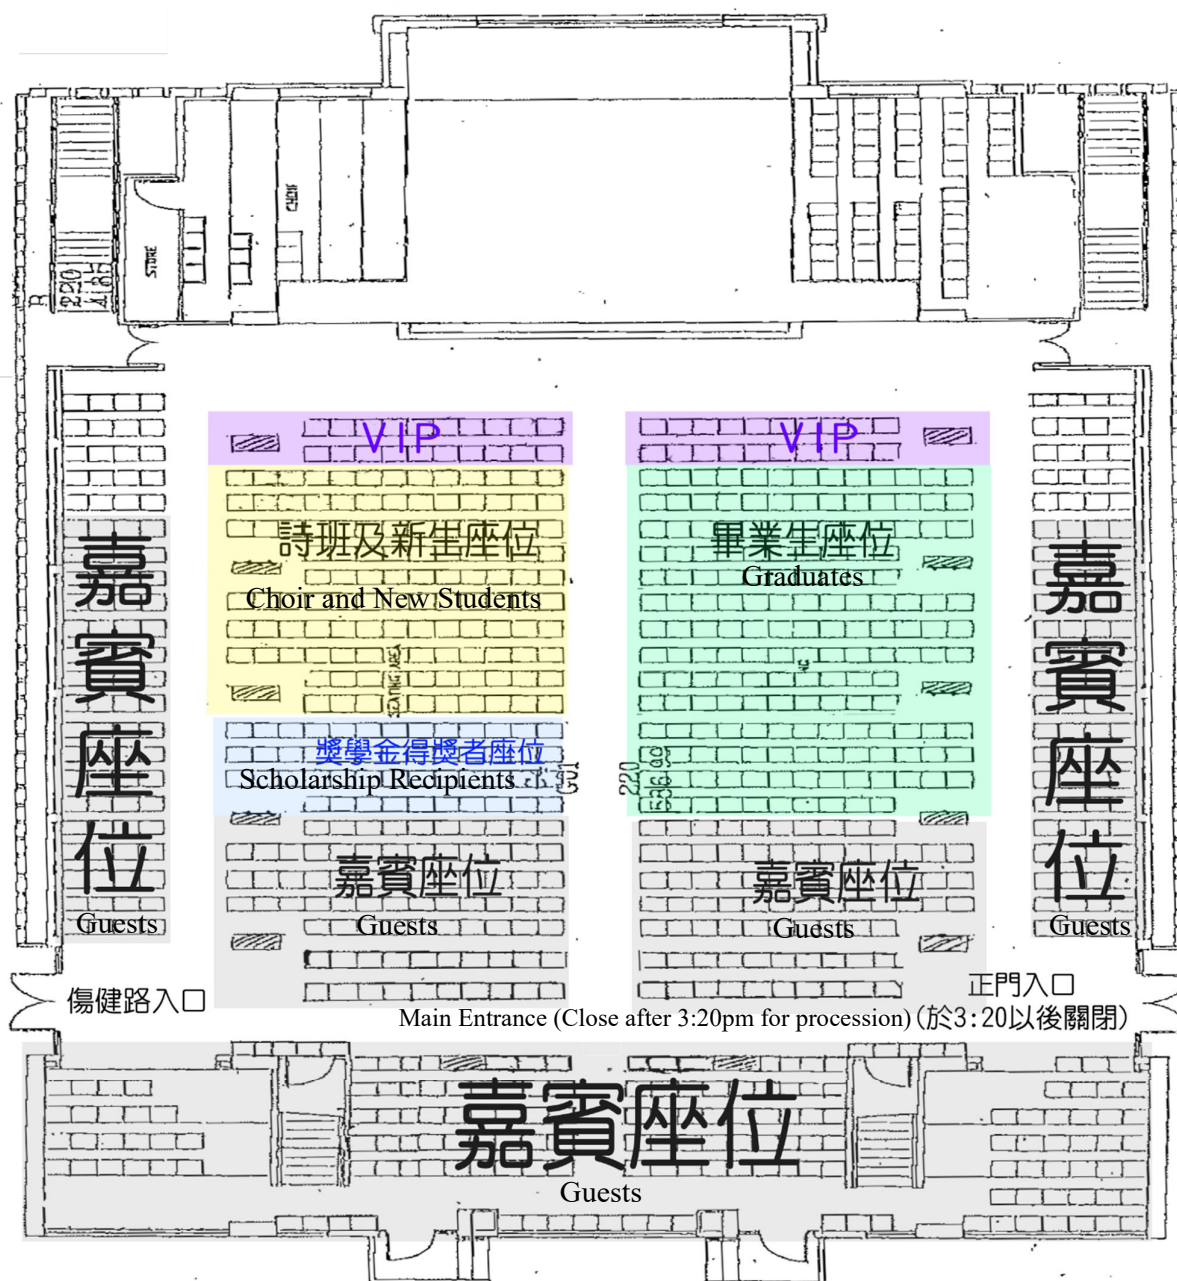 CHOIR
STORE
220
VIP
VIP
詩班及新生座位
Choir and New Students
畢業生座位
Graduates
SEATING AREA
獎學金得獎者座位
Scholarship Recipients
220
嘉賓座位
Guests
嘉賓座位
Guests
嘉賓座位
Guests
嘉賓座位
Guests
傷健路入口
正門入口
Main Entrance (Close after 3:20pm for procession) (於3:20以後關閉)
嘉賓座位
Guests